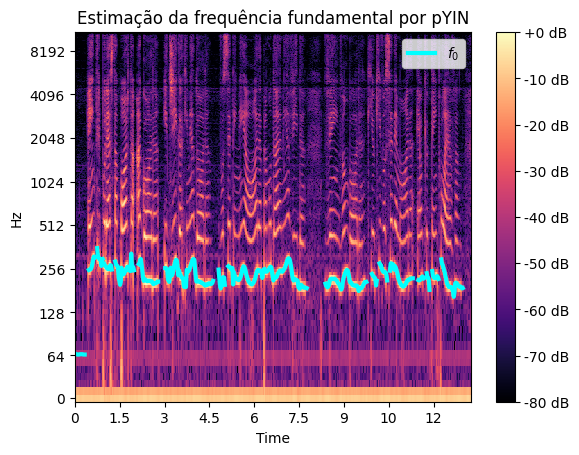 Estimação da frequência fundamental por pYIN
f0
8192
4096
2048
1024
512
256
128
64
0
Hz
0 1.5 3 4.5 6 7.5 9 10 12
Time
+0 dB
-10 dB
-20 dB
-30 dB
-40 dB
-50 dB
-60 dB
-70 dB
-80 dB